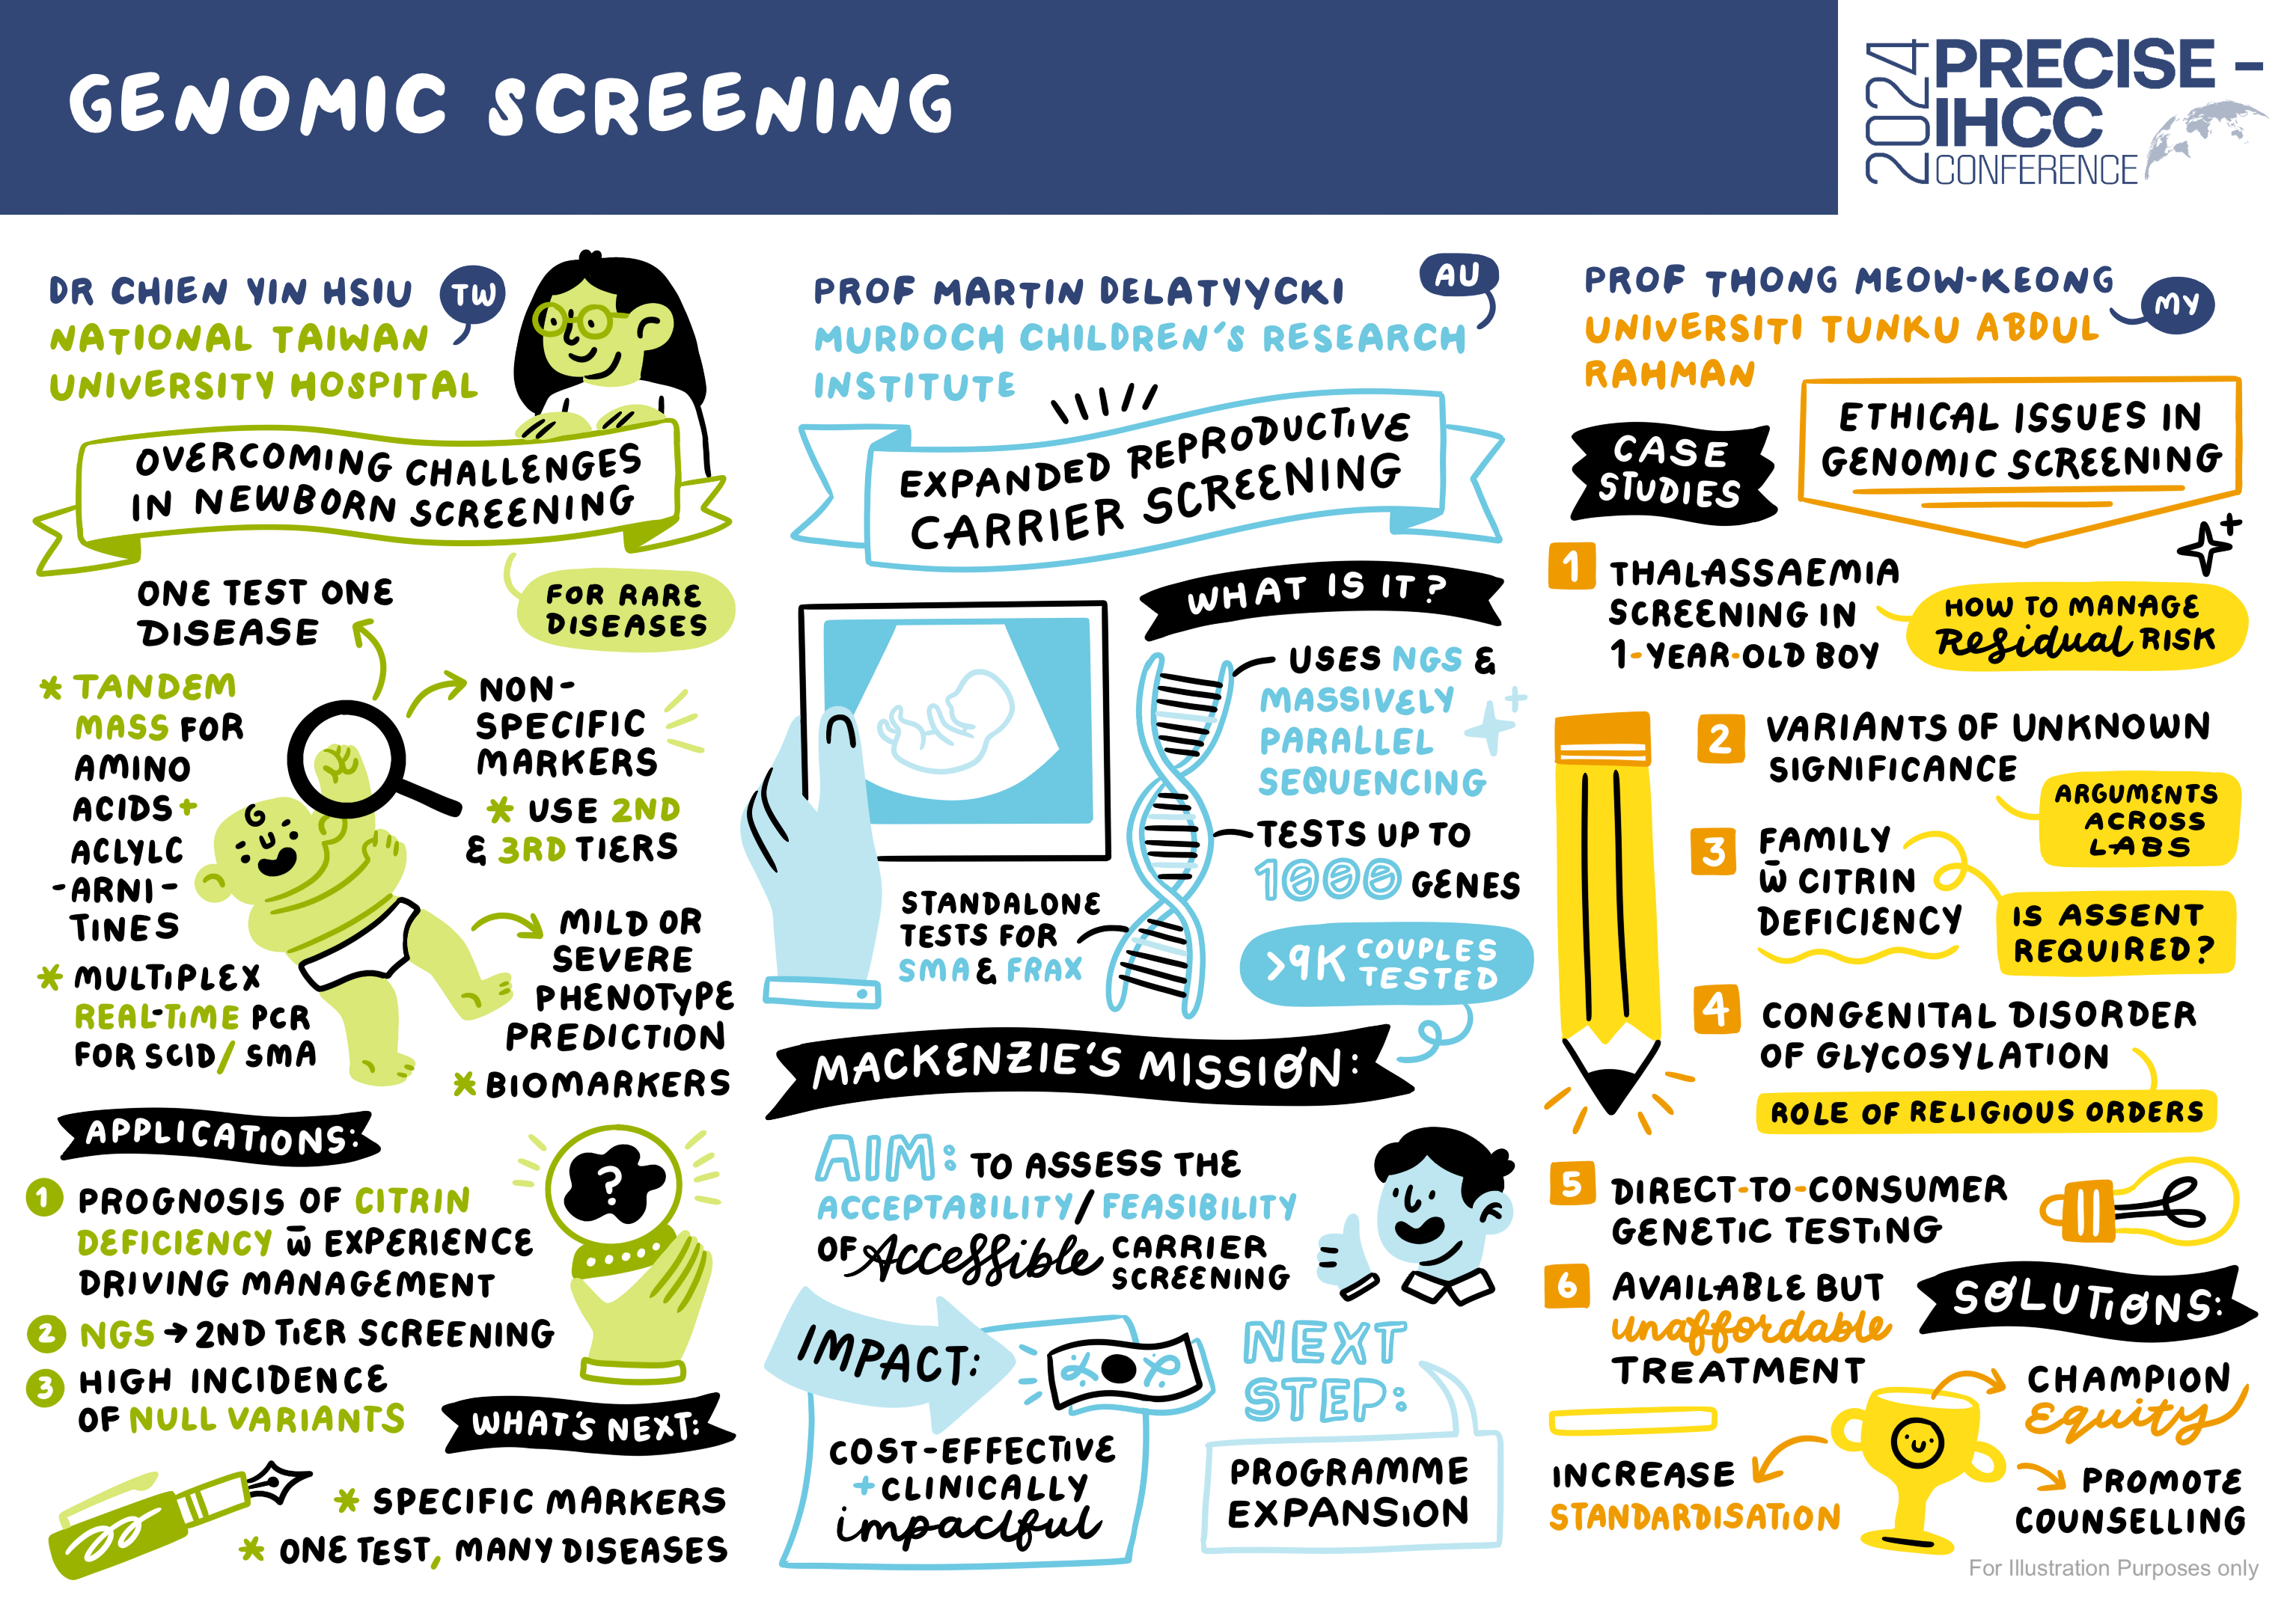 GENOMIC SCREENING
2024
PRECISE -
IHCC
CONFERENCE
DR CHIEN YIN HSIU
TW
NATIONAL TAIWAN
UNIVERSITY HOSPITAL
OVERCOMING CHALLENGES
IN NEWBORN SCREENING
FOR RARE
DISEASES
ONE TEST ONE
DISEASE
* TANDEM
MASS FOR
AMINO
ACIDS +
ACLYLC
-ARNI-
TINES
* MULTIPLEX
REAL-TIME PCR
FOR SCID/ SMA
NON-
SPECIFIC
MARKERS
* USE 2ND
& 3RD TIERS
MILD OR
SEVERE
PHENOTYPE
PREDICTION
* BIOMARKERS
APPLICATIONS:
1 PROGNOSIS OF CITRIN
DEFICIENCY w̄ EXPERIENCE
DRIVING MANAGEMENT
2 NGS → 2ND TIER SCREENING
3 HIGH INCIDENCE
OF NULL VARIANTS
?
WHAT'S NEXT:
* SPECIFIC MARKERS
* ONE TEST, MANY DISEASES
PROF MARTIN DELATYYCKI
AU
MURDOCH CHILDREN'S RESEARCH
INSTITUTE
EXPANDED REPRODUCTIVE
CARRIER SCREENING
WHAT IS IT?
USES NGS &
MASSIVELY
PARALLEL
SEQUENCING
TESTS UP TO
1000 GENES
STANDALONE
TESTS FOR
SMA & FRAX
>9K COUPLES
TESTED
MACKENZIE'S MISSION:
AIM: TO ASSESS THE
ACCEPTABILITY/ FEASIBILITY
OF Accessible CARRIER
SCREENING
IMPACT:
COST-EFFECTIVE
+ CLINICALLY
impactful
NEXT
STEP:
PROGRAMME
EXPANSION
PROF THONG MEOW-KEONG
MY
UNIVERSITI TUNKU ABDUL
RAHMAN
ETHICAL ISSUES IN
GENOMIC SCREENING
CASE
STUDIES
1 THALASSAEMIA
SCREENING IN
1-YEAR-OLD BOY
HOW TO MANAGE
Residual RISK
2 VARIANTS OF UNKNOWN
SIGNIFICANCE
ARGUMENTS
ACROSS
LABS
3 FAMILY
w̄ CITRIN
DEFICIENCY
IS ASSENT
REQUIRED?
4 CONGENITAL DISORDER
OF GLYCOSYLATION
ROLE OF RELIGIOUS ORDERS
5 DIRECT-TO-CONSUMER
GENETIC TESTING
6 AVAILABLE BUT
unaffordable
TREATMENT
SOLUTIONS:
CHAMPION
Equity
INCREASE
STANDARDISATION
PROMOTE
COUNSELLING
For Illustration Purposes only